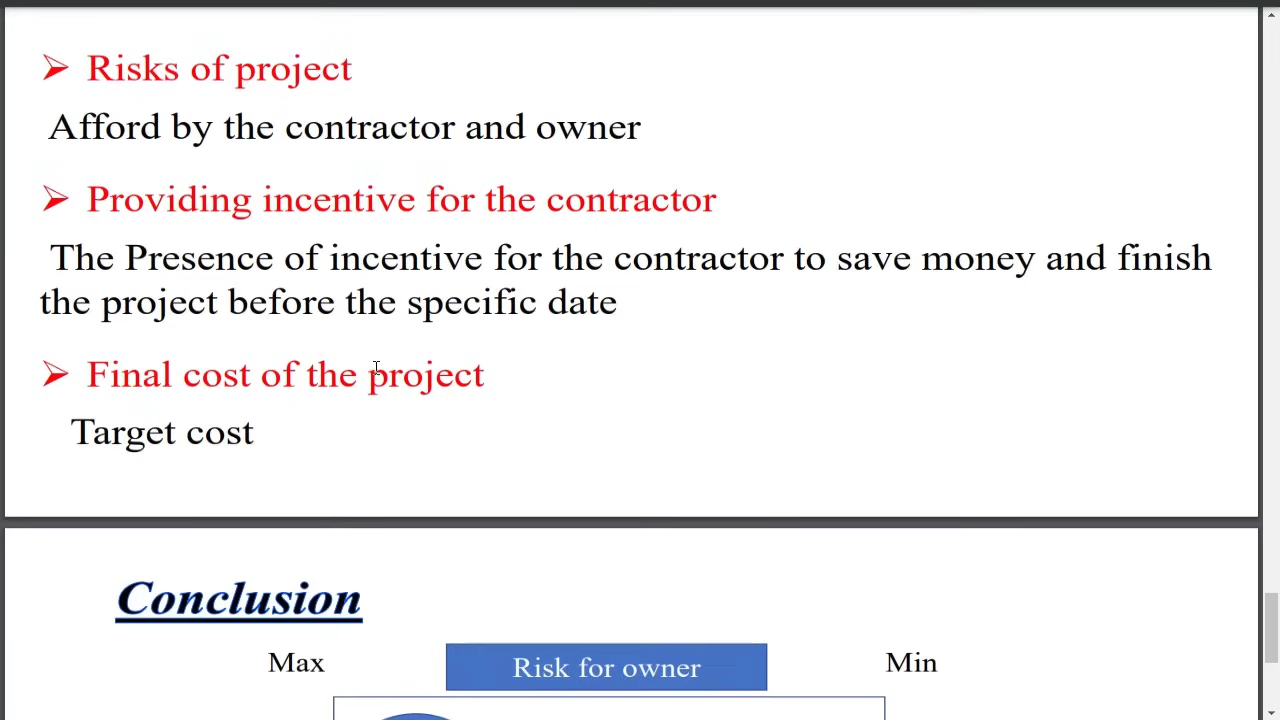 Risks of project
Afford by the contractor and owner
Providing incentive for the contractor
The Presence of incentive for the contractor to save money and finish
the project before the specific date
Final cost of the project
Target cost
Conclusion
Max Risk for owner Min